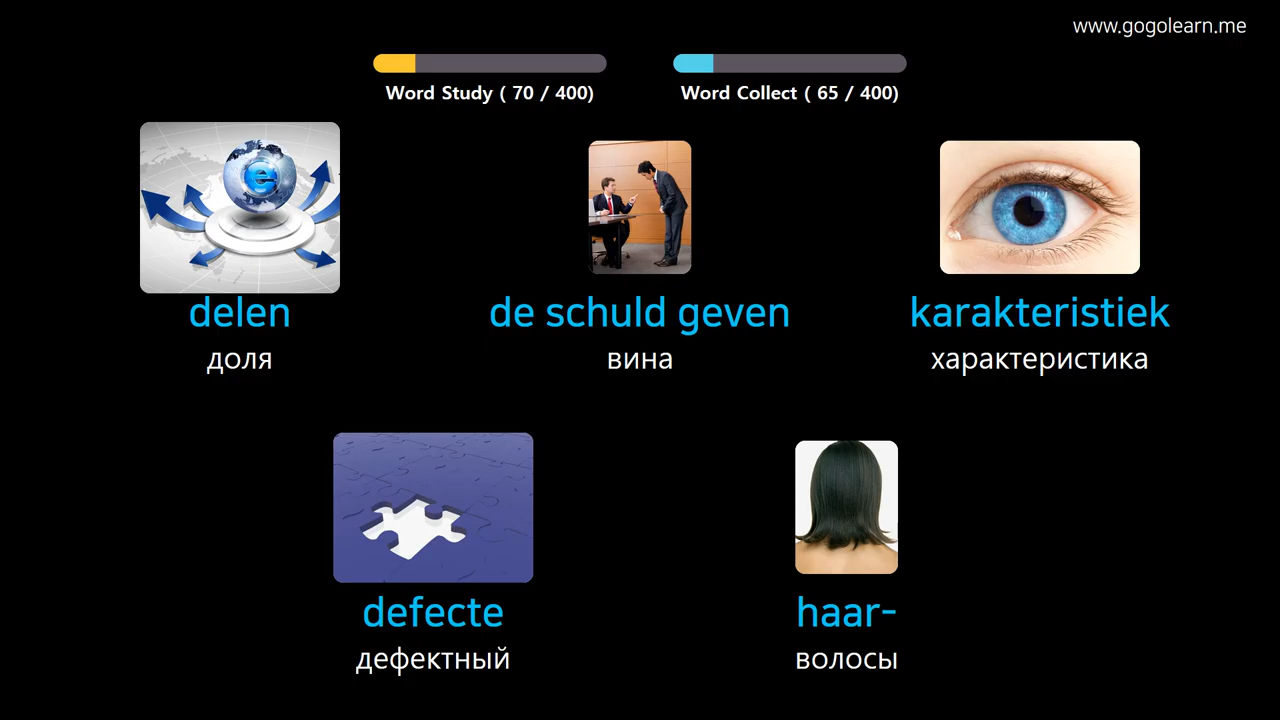 www.gogolearn.me
Word Study ( 70 / 400)
Word Collect ( 65 / 400)
delen
доля
de schuld geven
вина
karakteristiek
характеристика
defecte
дефектный
haar-
волосы